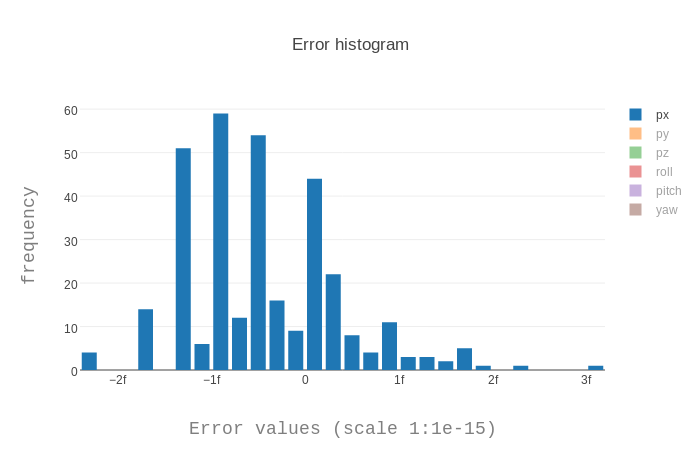 Error histogram
px
py
pz
roll
pitch
yaw
frequency
60
50
40
30
20
10
0
−2f −1f 0 1f 2f 3f
Error values (scale 1:1e-15)